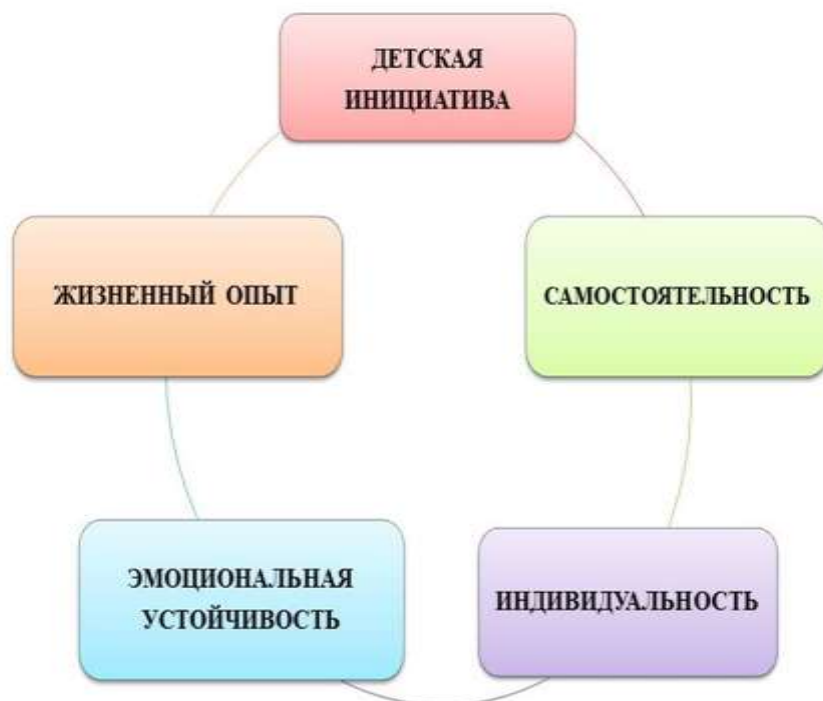 ДЕТСКАЯ
ИНИЦИАТИВА
ЖИЗНЕННЫЙ ОПЫТ
САМОСТОЯТЕЛЬНОСТЬ
ЭМОЦИОНАЛЬНАЯ
УСТОЙЧИВОСТЬ
ИНДИВИДУАЛЬНОСТЬ